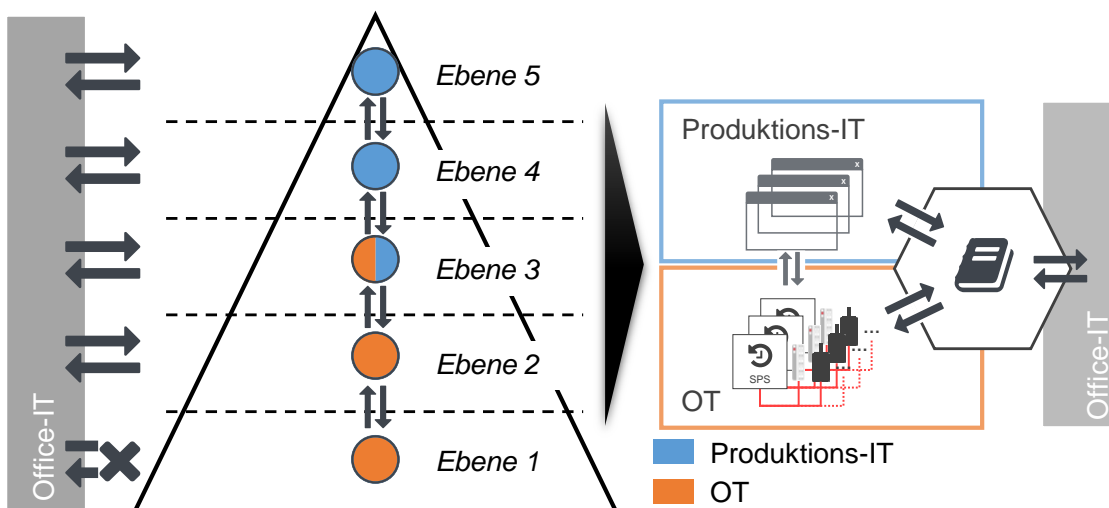 Office-IT
Ebene 5
Ebene 4
Ebene 3
Ebene 2
Ebene 1
Produktions-IT
x
x
x
SPS
...
...
...
OT
Office-IT
Produktions-IT
OT